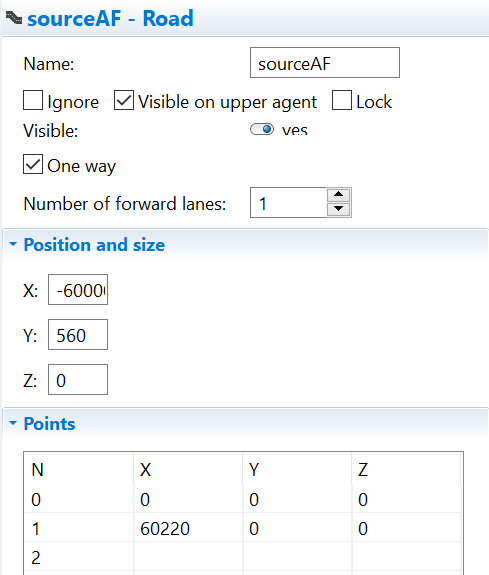 sourceAF - Road
Name: sourceAF
Ignore Visible on upper agent Lock
Visible: yes
One way
Number of forward lanes: 1
Position and size
X: -6000
Y: 560
Z: 0
Points
N X Y Z
0 0 0 0
1 60220 0 0
2